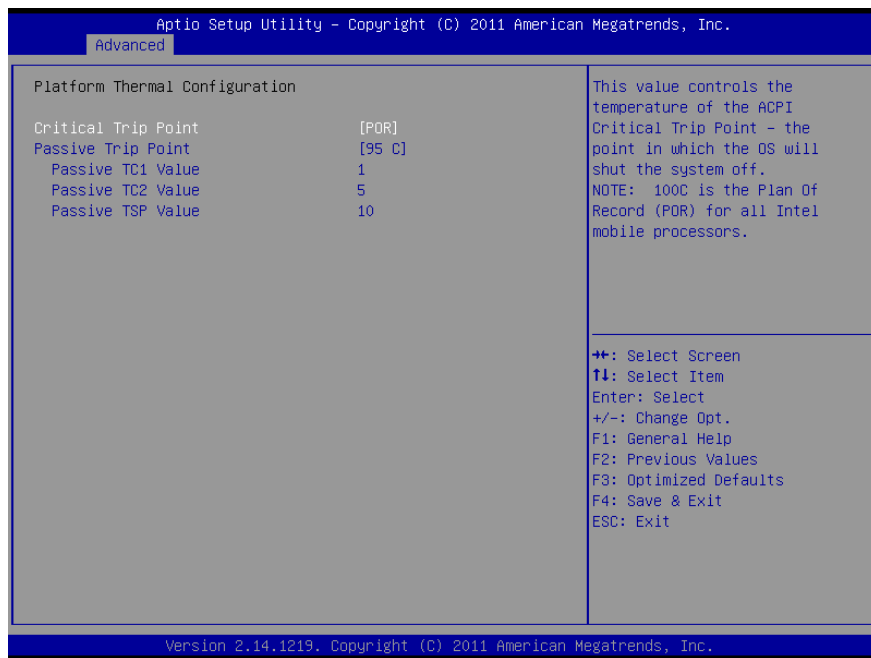 Aptio Setup Utility – Copyright (C) 2011 American Megatrends, Inc.
Advanced
Platform Thermal Configuration
Critical Trip Point [POR]
Passive Trip Point [95 C]
Passive TC1 Value 1
Passive TC2 Value 5
Passive TSP Value 10
This value controls the
temperature of the ACPI
Critical Trip Point – the
point in which the OS will
shut the system off.
NOTE: 100C is the Plan Of
Record (POR) for all Intel
mobile processors.
→←: Select Screen
↑↓: Select Item
Enter: Select
+/-: Change Opt.
F1: General Help
F2: Previous Values
F3: Optimized Defaults
F4: Save & Exit
ESC: Exit
Version 2.14.1219. Copyright (C) 2011 American Megatrends, Inc.